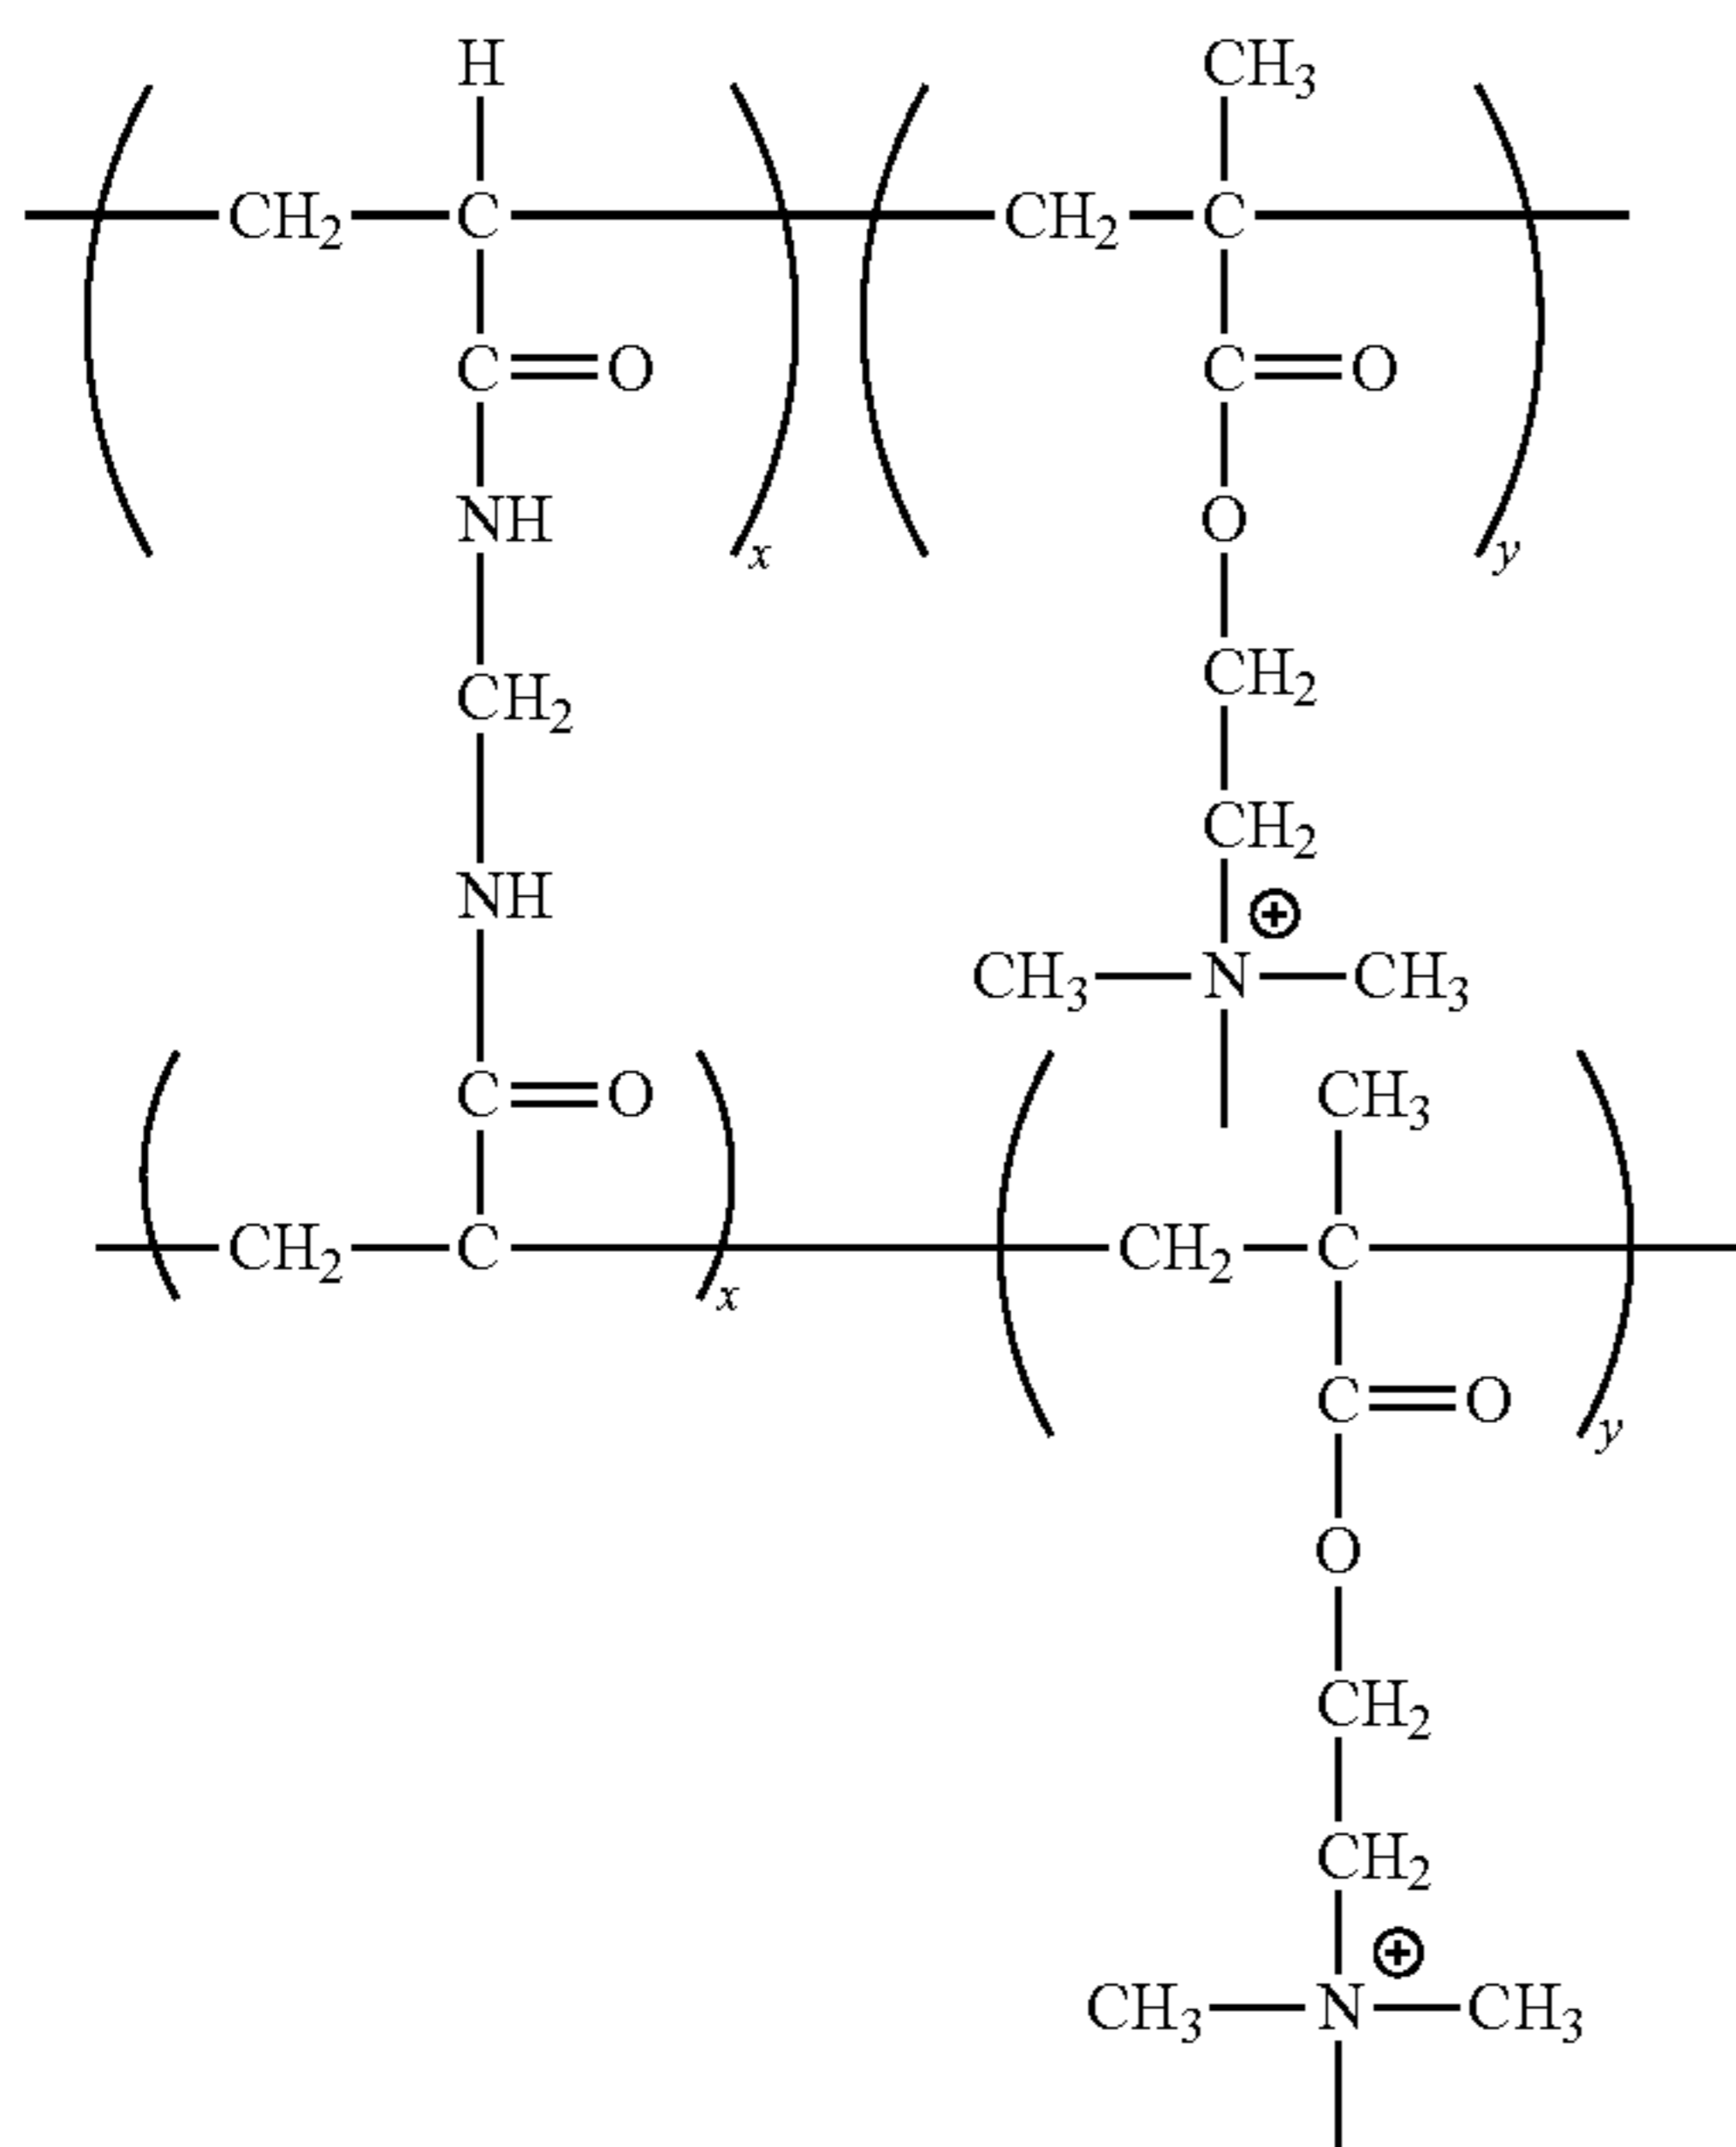 H CH3
CH2 C CH2 C
C O C O
NH O
x y
CH2 CH2
CH2
NH ⊕
CH3 N CH3
C O CH3
CH2 C CH2 C
x
C O
y
O
CH2
CH2
⊕
CH3 N CH3